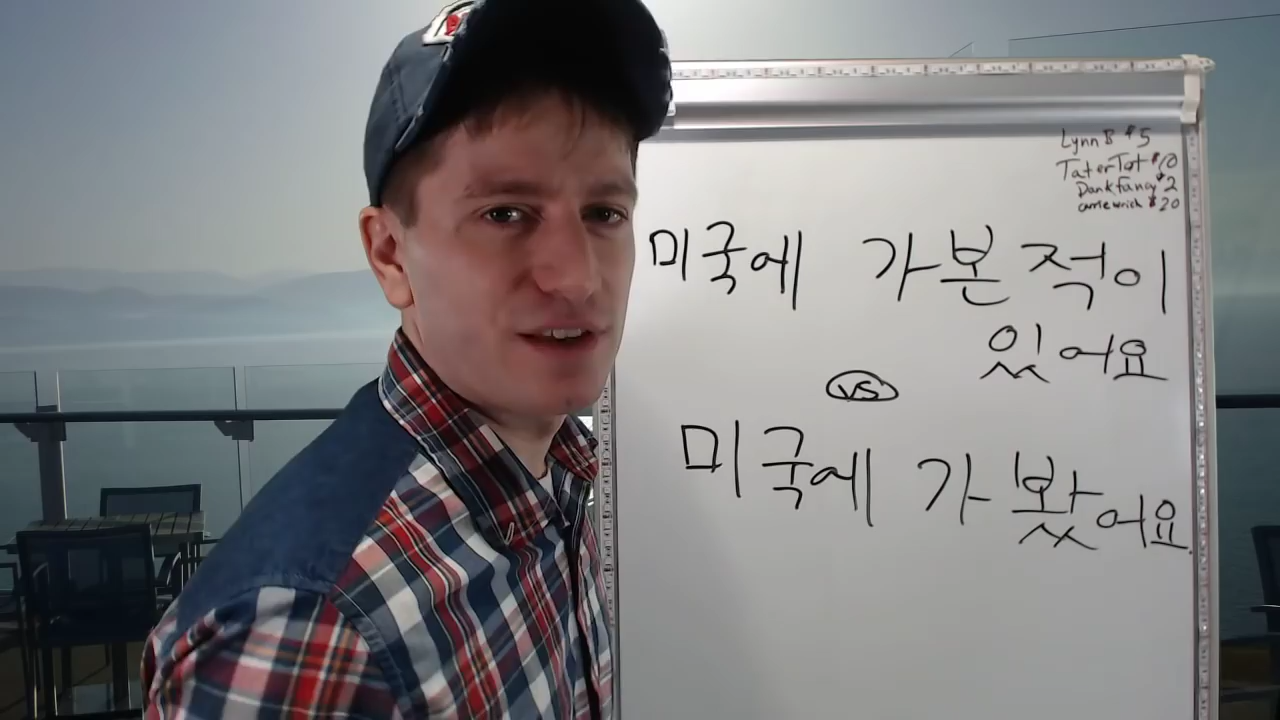 Lynn B $5
TaterTot $10
DankFangy $2
미국에 가본적이
있어요
vs
미국에 가 봤어요